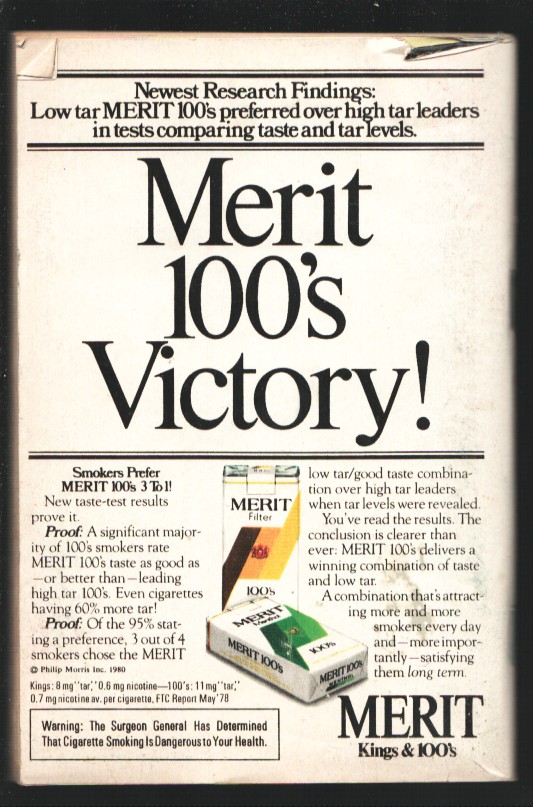 Newest Research Findings:
Low tar MERIT 100's preferred over high tar leaders
in tests comparing taste and tar levels.
Merit
100's
Victory!
Smokers Prefer
MERIT 100's 3 To 1!
New taste-test results
prove it.
Proof: A significant major-
ity of 100's smokers rate
MERIT 100's taste as good as
—or better than—leading
high tar 100's. Even cigarettes
having 60% more tar!
Proof: Of the 95% stat-
ing a preference, 3 out of 4
smokers chose the MERIT
© Philip Morris Inc. 1980
Kings: 8 mg "tar," 0.6 mg nicotine—100's: 11 mg "tar,"
0.7 mg nicotine av. per cigarette, FTC Report May '78
Warning: The Surgeon General Has Determined
That Cigarette Smoking Is Dangerous to Your Health.
MERIT
Filter
100's
MERIT
Menthol
100's
MERIT 100's
MERIT 100's
MENTHOL
low tar/good taste combina-
tion over high tar leaders
when tar levels were revealed.
You've read the results. The
conclusion is clearer than
ever: MERIT 100's delivers a
winning combination of taste
and low tar.
A combination that's attract-
ing more and more
smokers every day
and—more impor-
tantly—satisfying
them long term.
MERIT
Kings & 100's